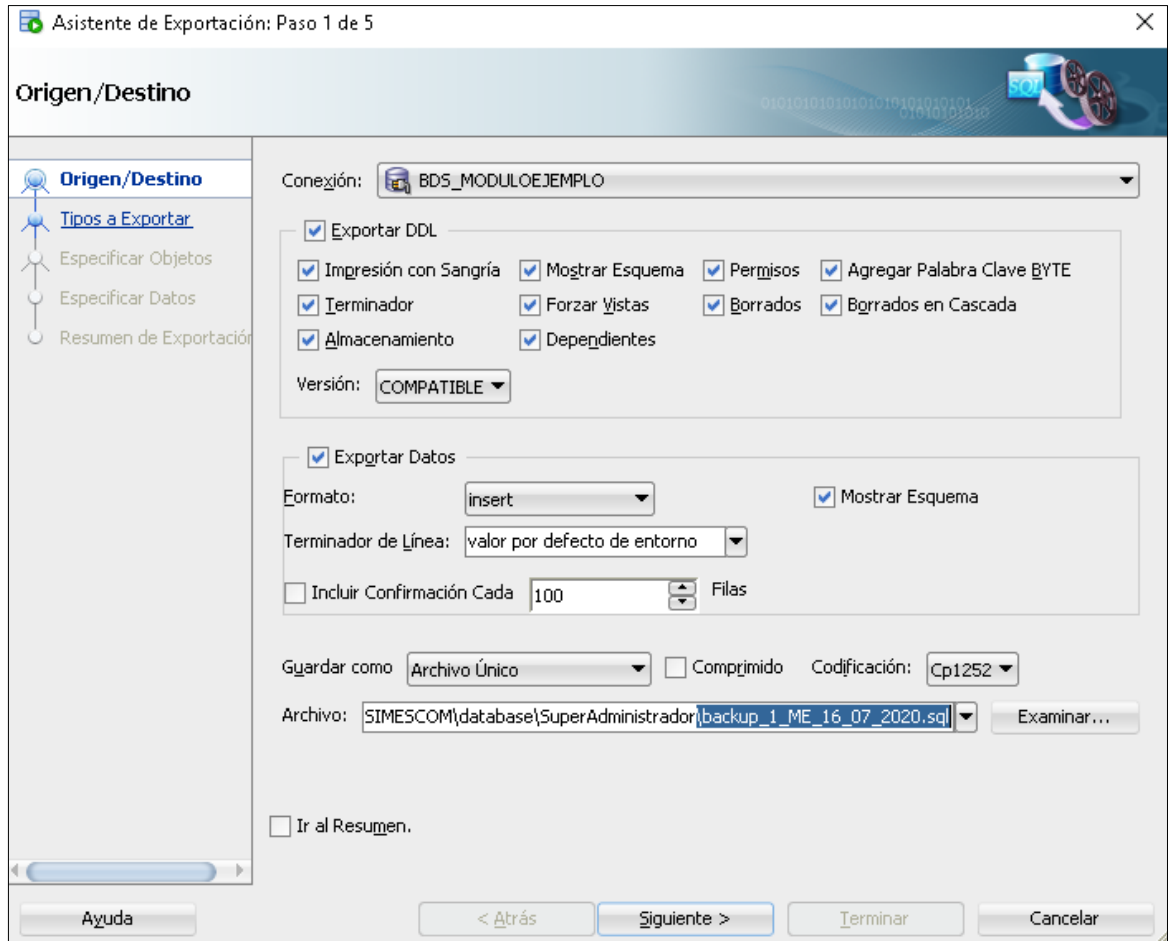 Asistente de Exportación: Paso 1 de 5
Origen/Destino
SQL
Origen/Destino
Tipos a Exportar
Especificar Objetos
Especificar Datos
Resumen de Exportación
Conexión: BDS_MODULOEJEMPLO
Exportar DDL
Impresión con Sangría Mostrar Esquema Permisos Agregar Palabra Clave BYTE
Terminador Forzar Vistas Borrados Borrados en Cascada
Almacenamiento Dependientes
Versión: COMPATIBLE
Exportar Datos
Formato: insert Mostrar Esquema
Terminador de Línea: valor por defecto de entorno
Incluir Confirmación Cada 100 Filas
Guardar como Archivo Único Comprimido Codificación: Cp1252
Archivo: SIMESCOM\database\SuperAdministrador\backup_1_ME_16_07_2020.sql Examinar...
Ir al Resumen.
Ayuda < Atrás Siguiente > Terminar Cancelar